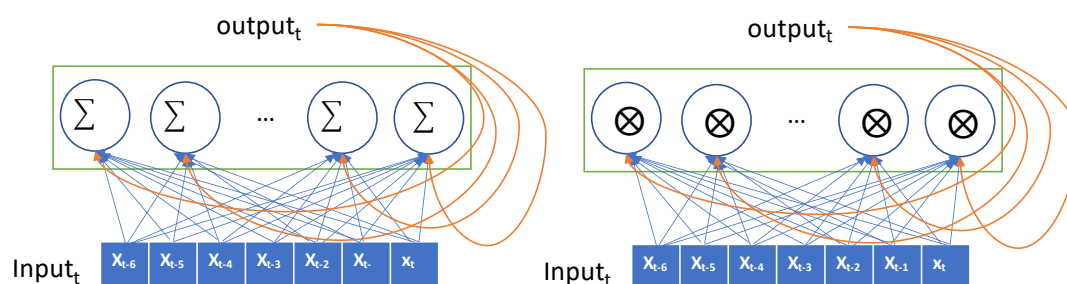 output_t
∑ ∑ ... ∑ ∑
Input_t X_t-6 X_t-5 X_t-4 X_t-3 X_t-2 X_t- x_t
output_t
⊗ ⊗ ... ⊗ ⊗
Input_t X_t-6 X_t-5 X_t-4 X_t-3 X_t-2 X_t-1 x_t